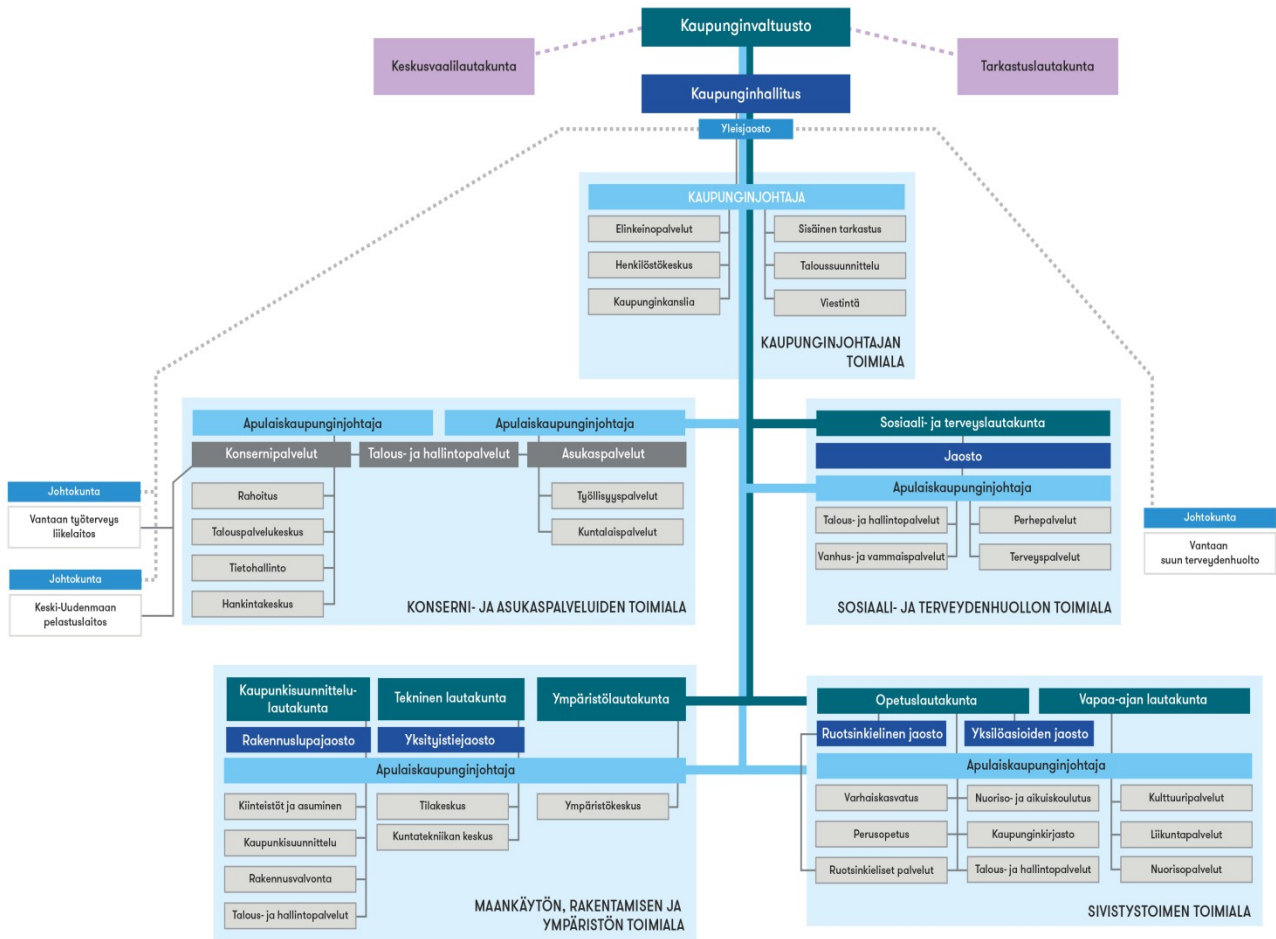 Kaupunginvaltuusto
Keskusvaalilautakunta
Tarkastuslautakunta
Kaupunginhallitus
Yleisjaosto
KAUPUNGINJOHTAJA
Elinkeinopalvelut
Henkilöstökeskus
Kaupunginkanslia
Sisäinen tarkastus
Taloussuunnittelu
Viestintä
KAUPUNGINJOHTAJAN
TOIMIALA
Apulaiskaupunginjohtaja
Apulaiskaupunginjohtaja
Konsernipalvelut
Talous- ja hallintopalvelut
Asukaspalvelut
Rahoitus
Talouspalvelukeskus
Tietohallinto
Hankintakeskus
Työllisyyspalvelut
Kuntalaispalvelut
KONSERNI- JA ASUKASPALVELUIDEN TOIMIALA
Johtokunta
Vantaan työterveys
liikelaitos
Johtokunta
Keski-Uudenmaan
pelastuslaitos
Sosiaali- ja terveyslautakunta
Jaosto
Apulaiskaupunginjohtaja
Talous- ja hallintopalvelut
Vanhus- ja vammaispalvelut
Perhepalvelut
Terveyspalvelut
SOSIAALI- JA TERVEYDENHUOLLON TOIMIALA
Johtokunta
Vantaan
suun terveydenhuolto
Kaupunkisuunnittelu-
lautakunta
Tekninen lautakunta
Ympäristölautakunta
Rakennuslupajaosto
Yksityistiejaosto
Apulaiskaupunginjohtaja
Kiinteistöt ja asuminen
Kaupunkisuunnittelu
Rakennusvalvonta
Talous- ja hallintopalvelut
Tilakeskus
Kuntatekniikan keskus
Ympäristökeskus
MAANKÄYTÖN, RAKENTAMISEN JA
YMPÄRISTÖN TOIMIALA
Opetuslautakunta
Vapaa-ajan lautakunta
Ruotsinkielinen jaosto
Yksilöasioiden jaosto
Apulaiskaupunginjohtaja
Varhaiskasvatus
Perusopetus
Ruotsinkieliset palvelut
Nuoriso- ja aikuiskoulutus
Kaupunginkirjasto
Talous- ja hallintopalvelut
Kulttuuripalvelut
Liikuntapalvelut
Nuorisopalvelut
SIVISTYSTOIMEN TOIMIALA